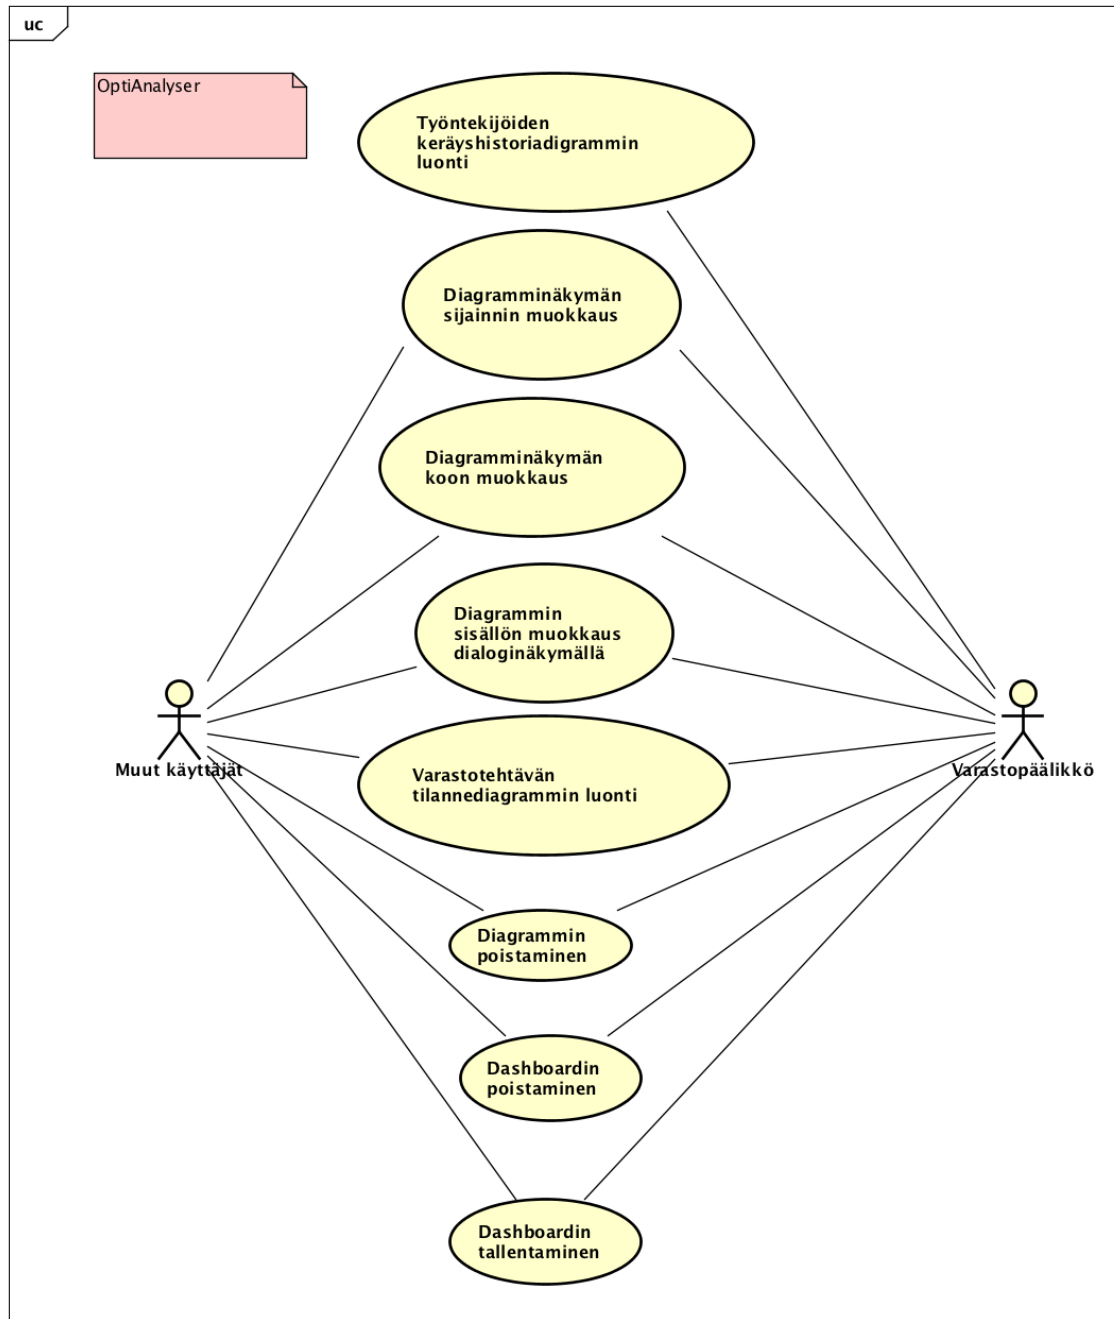 uc
OptiAnalyser
Työntekijöiden
keräyshistoriadigrammin
luonti
Diagramminäkymän
sijainnin muokkaus
Diagramminäkymän
koon muokkaus
Diagrammin
sisällön muokkaus
dialoginäkymällä
Muut käyttäjät
Varastopäälikkö
Varastotehtävän
tilannediagrammin luonti
Diagrammin
poistaminen
Dashboardin
poistaminen
Dashboardin
tallentaminen